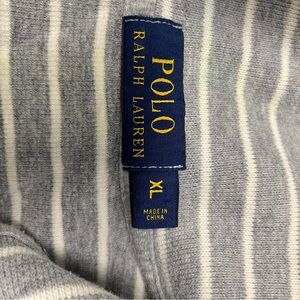 POLO
RALPH LAUREN
XL
MADE IN
CHINA